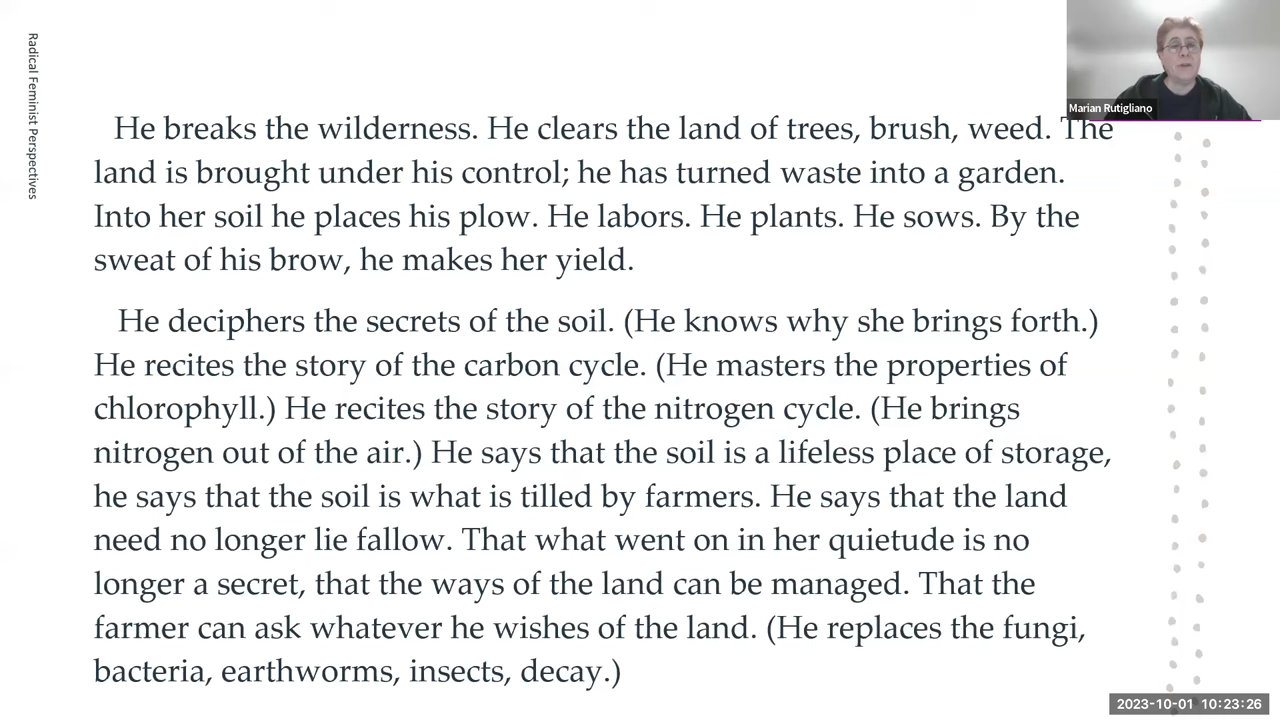 Radical Feminist Perspectives
Marian Rutigliano
He breaks the wilderness. He clears the land of trees, brush, weed. The
land is brought under his control; he has turned waste into a garden.
Into her soil he places his plow. He labors. He plants. He sows. By the
sweat of his brow, he makes her yield.
He deciphers the secrets of the soil. (He knows why she brings forth.)
He recites the story of the carbon cycle. (He masters the properties of
chlorophyll.) He recites the story of the nitrogen cycle. (He brings
nitrogen out of the air.) He says that the soil is a lifeless place of storage,
he says that the soil is what is tilled by farmers. He says that the land
need no longer lie fallow. That what went on in her quietude is no
longer a secret, that the ways of the land can be managed. That the
farmer can ask whatever he wishes of the land. (He replaces the fungi,
bacteria, earthworms, insects, decay.)
2023-10-01 10:23:26